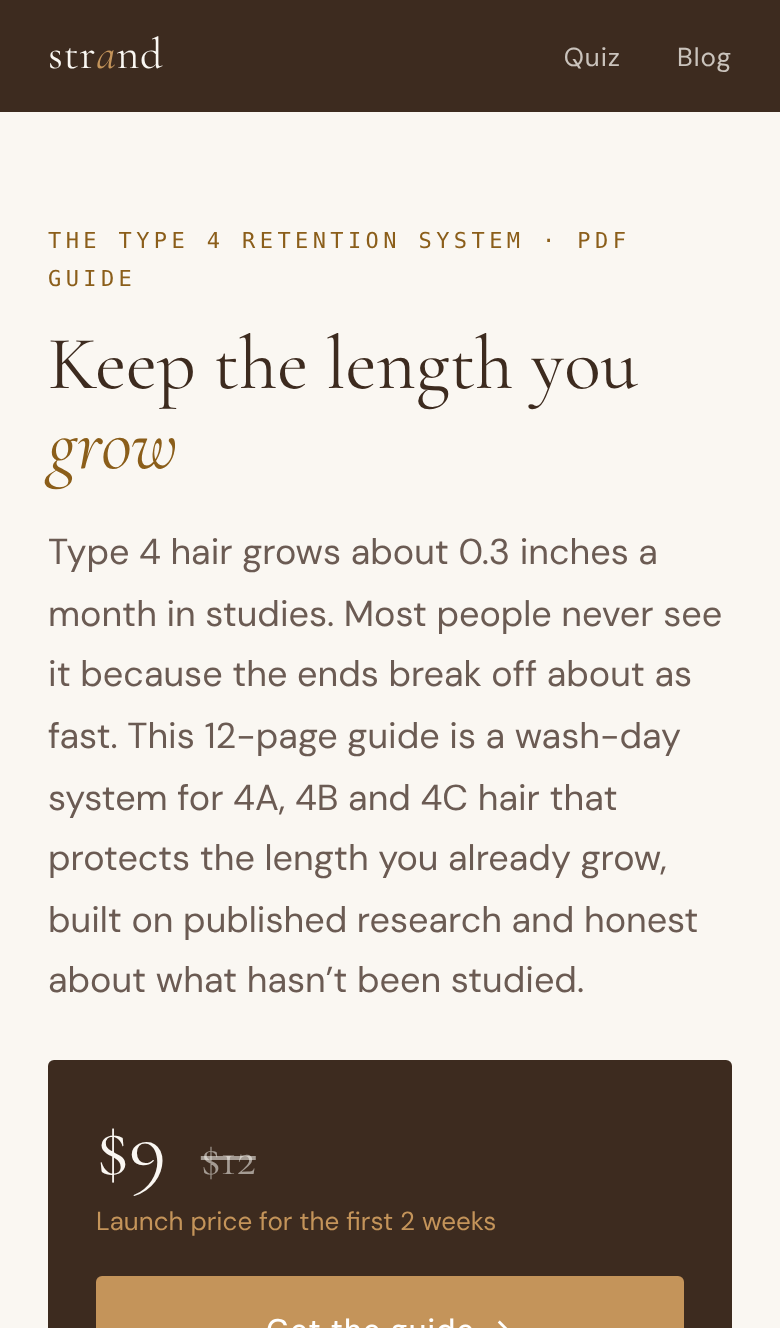 strand
Quiz
Blog
THE TYPE 4 RETENTION SYSTEM · PDF
GUIDE
Keep the length you
grow
Type 4 hair grows about 0.3 inches a
month in studies. Most people never see
it because the ends break off about as
fast. This 12-page guide is a wash-day
system for 4A, 4B and 4C hair that
protects the length you already grow,
built on published research and honest
about what hasn’t been studied.
$9 $12
Launch price for the first 2 weeks
Get the guide →